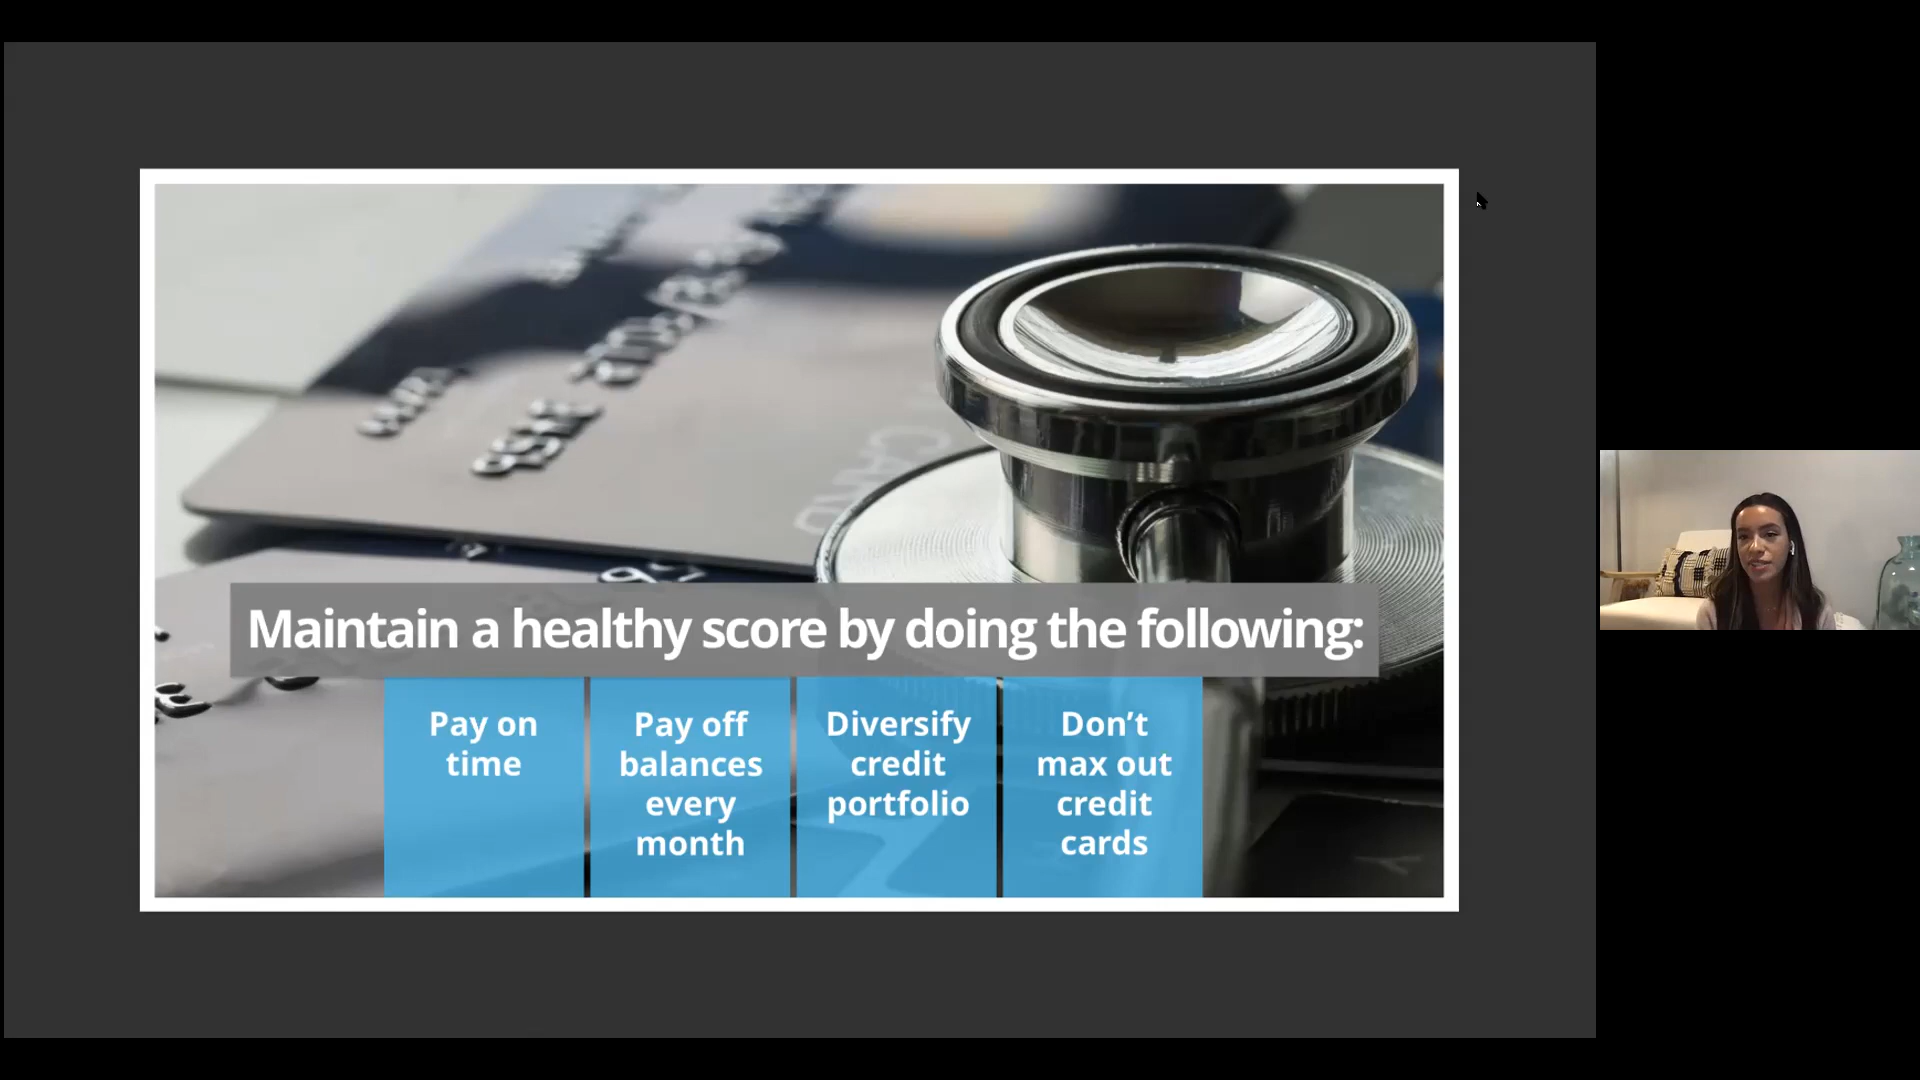 Maintain a healthy score by doing the following:
Pay on
time
Pay off
balances
every
month
Diversify
credit
portfolio
Don’t
max out
credit
cards